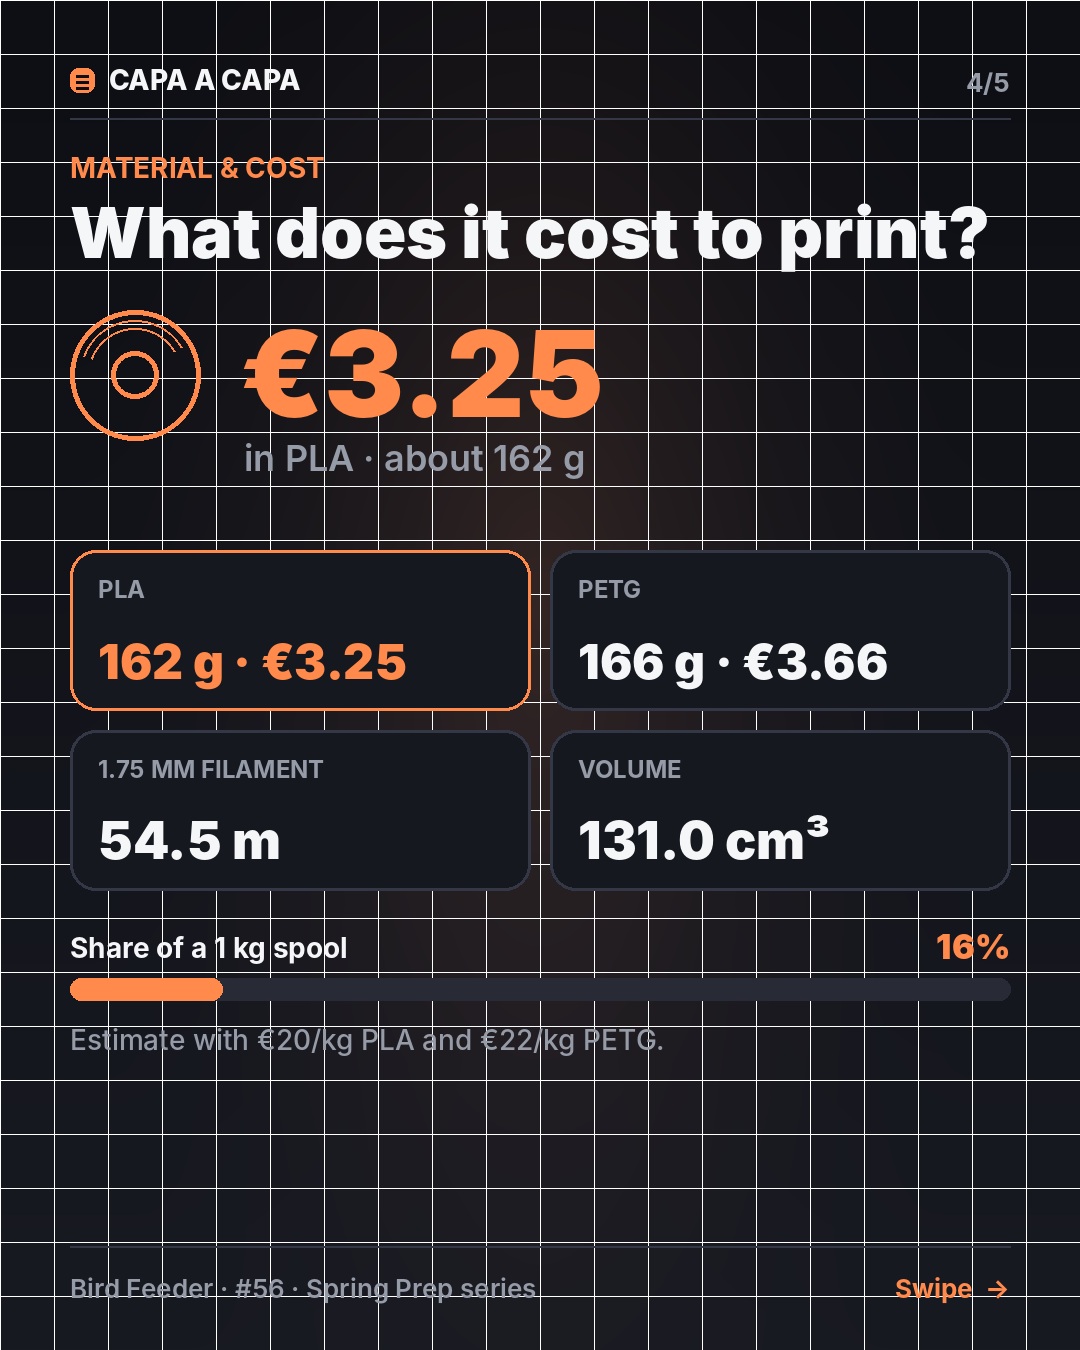 CAPA A CAPA
4/5
MATERIAL & COST
What does it cost to print?
€3.25
in PLA · about 162 g
PLA
162 g · €3.25
PETG
166 g · €3.66
1.75 MM FILAMENT
54.5 m
VOLUME
131.0 cm³
Share of a 1 kg spool
16%
Estimate with €20/kg PLA and €22/kg PETG.
Bird Feeder · #56 · Spring Prep series
Swipe →